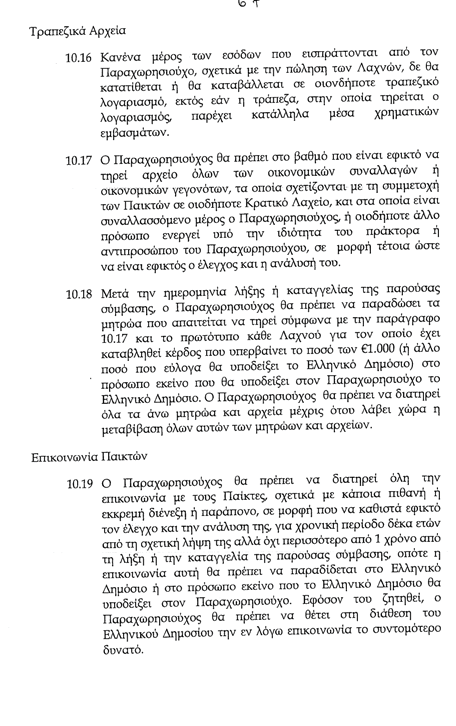 Τραπεζικά Αρχεία
10.16 Κανένα μέρος των εσόδων που εισπράττονται από τον
Παραχωρησιούχο, σχετικά με την πώληση των Λαχνών, δε θα
κατατίθεται ή θα καταβάλλεται σε οιονδήποτε τραπεζικό
λογαριασμό, εκτός εάν η τράπεζα, στην οποία τηρείται ο
λογαριασμός, παρέχει κατάλληλα μέσα χρηματικών
εμβασμάτων.
10.17 Ο Παραχωρησιούχος θα πρέπει στο βαθμό που είναι εφικτό να
τηρεί αρχείο όλων των οικονομικών συναλλαγών ή
οικονομικών γεγονότων, τα οποία σχετίζονται με τη συμμετοχή
των Παικτών σε οιοδήποτε Κρατικό Λαχείο, και στα οποία είναι
συναλλασσόμενο μέρος ο Παραχωρησιούχος, ή οιοδήποτε άλλο
πρόσωπο ενεργεί υπό την ιδιότητα του πράκτορα ή
αντιπροσώπου του Παραχωρησιούχου, σε μορφή τέτοια ώστε
να είναι εφικτός ο έλεγχος και η ανάλυσή του.
10.18 Μετά την ημερομηνία λήξης ή καταγγελίας της παρούσας
σύμβασης, ο Παραχωρησιούχος θα πρέπει να παραδώσει τα
μητρώα που απαιτείται να τηρεί σύμφωνα με την παράγραφο
10.17 και το πρωτότυπο κάθε Λαχνού για τον οποίο έχει
καταβληθεί κέρδος που υπερβαίνει το ποσό των €1.000 (ή άλλο
ποσό που εύλογα θα υποδείξει το Ελληνικό Δημόσιο) στο
πρόσωπο εκείνο που θα υποδείξει στον Παραχωρησιούχο το
Ελληνικό Δημόσιο. Ο Παραχωρησιούχος θα πρέπει να διατηρεί
όλα τα άνω μητρώα και αρχεία μέχρις ότου λάβει χώρα η
μεταβίβαση όλων αυτών των μητρώων και αρχείων.
Επικοινωνία Παικτών
10.19 Ο Παραχωρησιούχος θα πρέπει να διατηρεί όλη την
επικοινωνία με τους Παίκτες, σχετικά με κάποια πιθανή ή
εκκρεμή διένεξη ή παράπονο, σε μορφή που να καθιστά εφικτό
τον έλεγχο και την ανάλυση της, για χρονική περίοδο δέκα ετών
από τη σχετική λήψη της αλλά όχι περισσότερο από 1 χρόνο από
τη λήξη ή την καταγγελία της παρούσας σύμβασης, οπότε η
επικοινωνία αυτή θα πρέπει να παραδίδεται στο Ελληνικό
Δημόσιο ή στο πρόσωπο εκείνο που το Ελληνικό Δημόσιο θα
υποδείξει στον Παραχωρησιούχο. Εφόσον του ζητηθεί, ο
Παραχωρησιούχος θα πρέπει να θέτει στη διάθεση του
Ελληνικού Δημοσίου την εν λόγω επικοινωνία το συντομότερο
δυνατό.